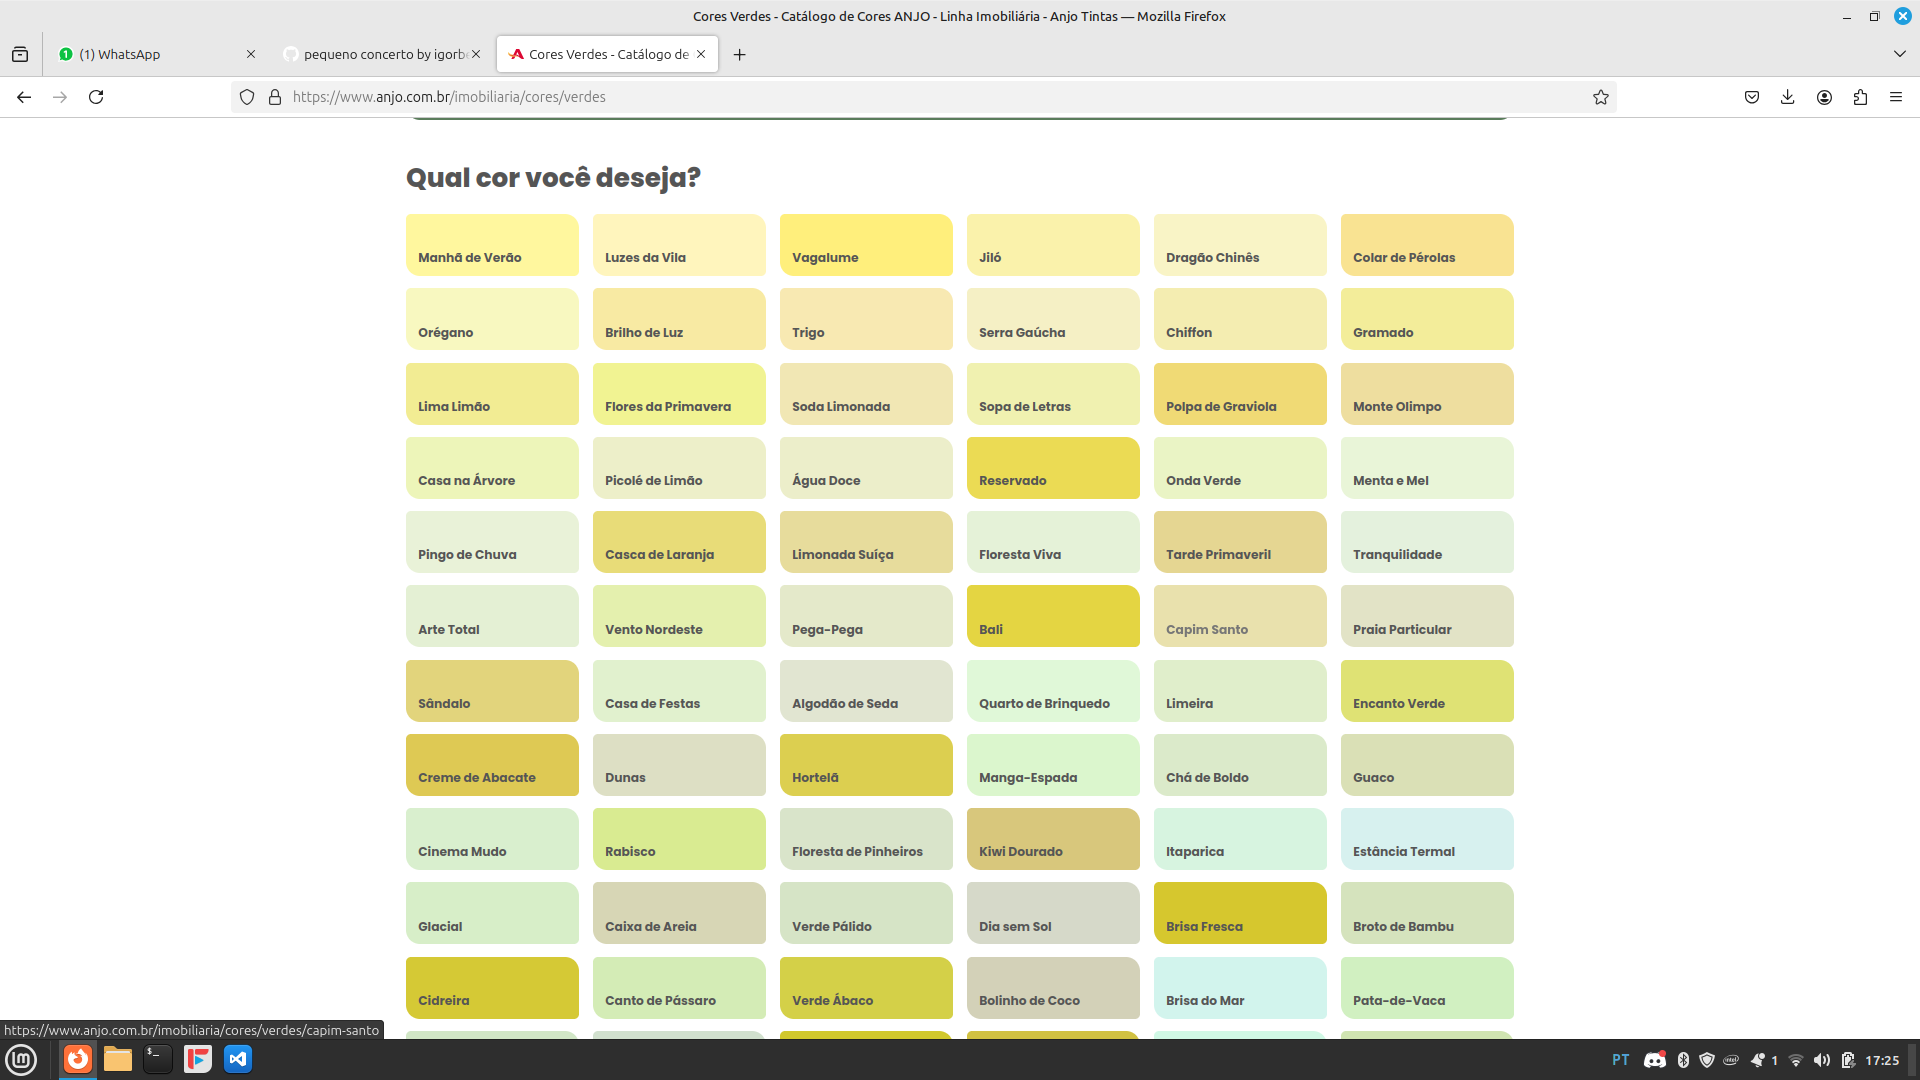 Cores Verdes - Catálogo de Cores ANJO - Linha Imobiliária - Anjo Tintas — Mozilla Firefox
(1) WhatsApp
pequeno concerto by igorb
Cores Verdes - Catálogo de
https://www.anjo.com.br/imobiliaria/cores/verdes
Qual cor você deseja?
Manhã de Verão Luzes da Vila Vagalume Jiló Dragão Chinês Colar de Pérolas
Orégano Brilho de Luz Trigo Serra Gaúcha Chiffon Gramado
Lima Limão Flores da Primavera Soda Limonada Sopa de Letras Polpa de Graviola Monte Olimpo
Casa na Árvore Picolé de Limão Água Doce Reservado Onda Verde Menta e Mel
Pingo de Chuva Casca de Laranja Limonada Suíça Floresta Viva Tarde Primaveril Tranquilidade
Arte Total Vento Nordeste Pega-Pega Bali Capim Santo Praia Particular
Sândalo Casa de Festas Algodão de Seda Quarto de Brinquedo Limeira Encanto Verde
Creme de Abacate Dunas Hortelã Manga-Espada Chá de Boldo Guaco
Cinema Mudo Rabisco Floresta de Pinheiros Kiwi Dourado Itaparica Estância Termal
Glacial Caixa de Areia Verde Pálido Dia sem Sol Brisa Fresca Broto de Bambu
Cidreira Canto de Pássaro Verde Ábaco Bolinho de Coco Brisa do Mar Pata-de-Vaca
https://www.anjo.com.br/imobiliaria/cores/verdes/capim-santo
PT 1 17:25